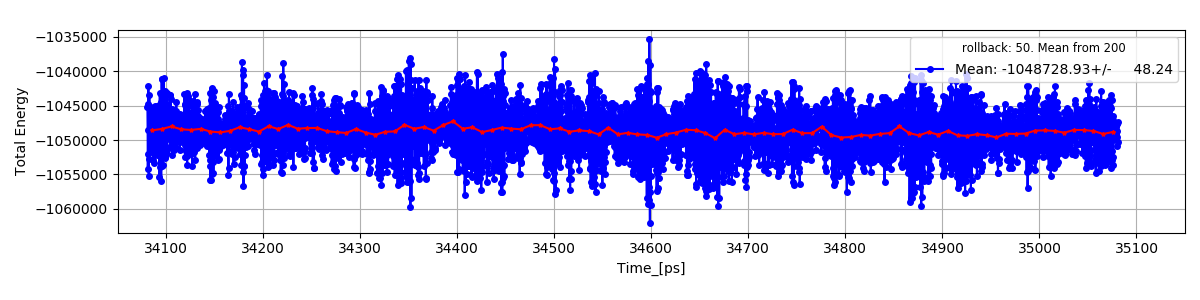 Total Energy
−1035000
−1040000
−1045000
−1050000
−1055000
−1060000
rollback: 50. Mean from 200
Mean: -1048728.93+/-     48.24
34100 34200 34300 34400 34500 34600 34700 34800 34900 35000 35100
Time_[ps]